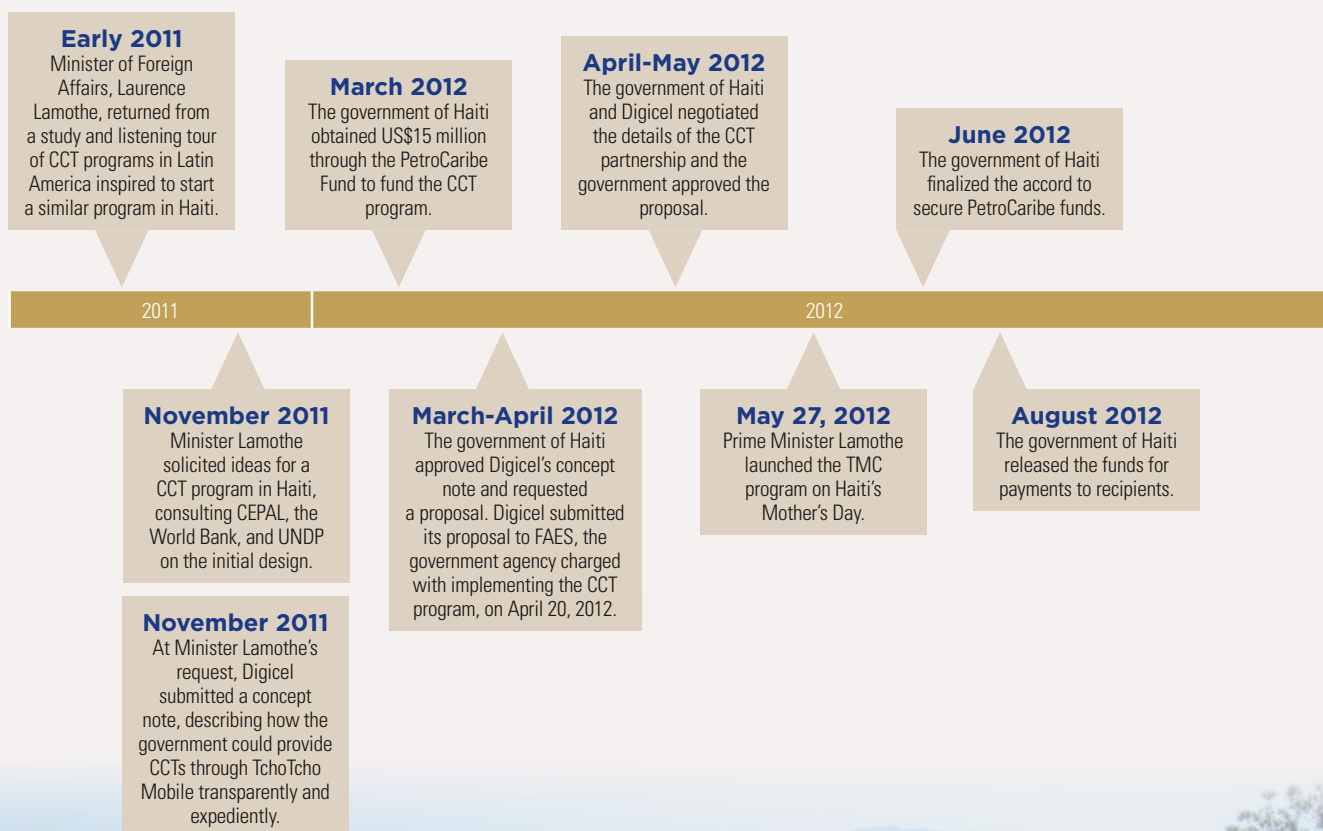 Early 2011
Minister of Foreign
Affairs, Laurence
Lamothe, returned from
a study and listening tour
of CCT programs in Latin
America inspired to start
a similar program in Haiti.
March 2012
The government of Haiti
obtained US$15 million
through the PetroCaribe
Fund to fund the CCT
program.
April-May 2012
The government of Haiti
and Digicel negotiated
the details of the CCT
partnership and the
government approved the
proposal.
June 2012
The government of Haiti
finalized the accord to
secure PetroCaribe funds.
2011
2012
November 2011
Minister Lamothe
solicited ideas for a
CCT program in Haiti,
consulting CEPAL, the
World Bank, and UNDP
on the initial design.
November 2011
At Minister Lamothe's
request, Digicel
submitted a concept
note, describing how the
government could provide
CCTs through TchoTcho
Mobile transparently and
expediently.
March-April 2012
The government of Haiti
approved Digicel's concept
note and requested
a proposal. Digicel submitted
its proposal to FAES, the
government agency charged
with implementing the CCT
program, on April 20, 2012.
May 27, 2012
Prime Minister Lamothe
launched the TMC
program on Haiti's
Mother's Day.
August 2012
The government of Haiti
released the funds for
payments to recipients.